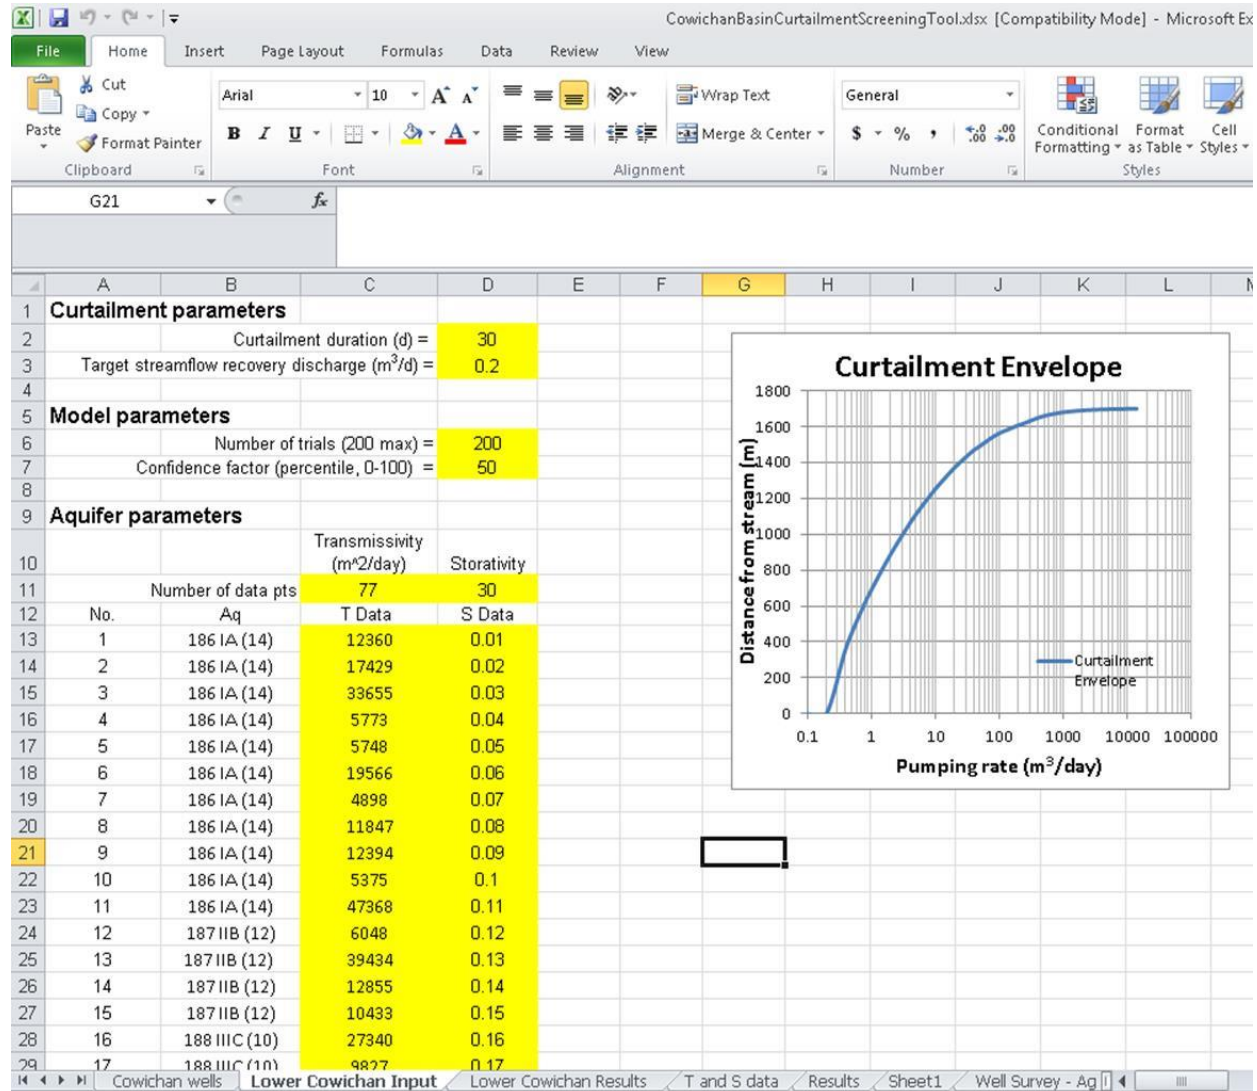 CowichanBasinCurtailmentScreeningTool.xlsx [Compatibility Mode] - Microsoft Ex
File Home Insert Page Layout Formulas Data Review View
Paste
Cut
Copy
Format Painter
Clipboard
Arial 10 A A
B I U A
Font
Wrap Text
Merge & Center
Alignment
General
$ % , .0 .00 .00 .0
Number
Conditional Formatting
Format as Table
Cell Styles
Styles
G21 fx
A B C D E F G H I J K L
1 Curtailment parameters
2 Curtailment duration (d) = 30
3 Target streamflow recovery discharge (m³/d) = 0.2
4
5 Model parameters
6 Number of trials (200 max) = 200
7 Confidence factor (percentile, 0-100) = 50
8
9 Aquifer parameters
10 Transmissivity (m^2/day) Storativity
11 Number of data pts 77 30
12 No. Aq T Data S Data
13 1 186 IA (14) 12360 0.01
14 2 186 IA (14) 17429 0.02
15 3 186 IA (14) 33655 0.03
16 4 186 IA (14) 5773 0.04
17 5 186 IA (14) 5748 0.05
18 6 186 IA (14) 19566 0.06
19 7 186 IA (14) 4898 0.07
20 8 186 IA (14) 11847 0.08
21 9 186 IA (14) 12394 0.09
22 10 186 IA (14) 5375 0.1
23 11 186 IA (14) 47368 0.11
24 12 187 IIB (12) 6048 0.12
25 13 187 IIB (12) 39434 0.13
26 14 187 IIB (12) 12855 0.14
27 15 187 IIB (12) 10433 0.15
28 16 188 IIIC (10) 27340 0.16
29 17 188 IIIC (10) 9827 0.17
Curtailment Envelope
Distance from stream (m)
1800
1600
1400
1200
1000
800
600
400
200
0
Curtailment
Envelope
0.1 1 10 100 1000 10000 100000
Pumping rate (m³/day)
Cowichan wells Lower Cowichan Input Lower Cowichan Results T and S data Results Sheet1 Well Survey - Ag